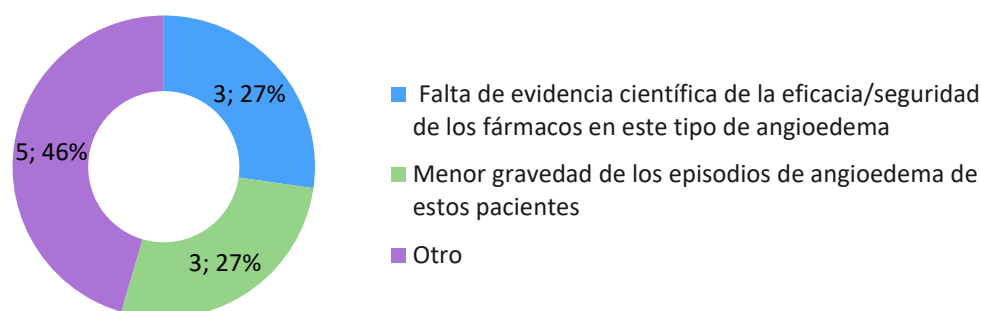 3; 27%
5; 46%
3; 27%
Falta de evidencia científica de la eficacia/seguridad
de los fármacos en este tipo de angioedema
Menor gravedad de los episodios de angioedema de
estos pacientes
Otro